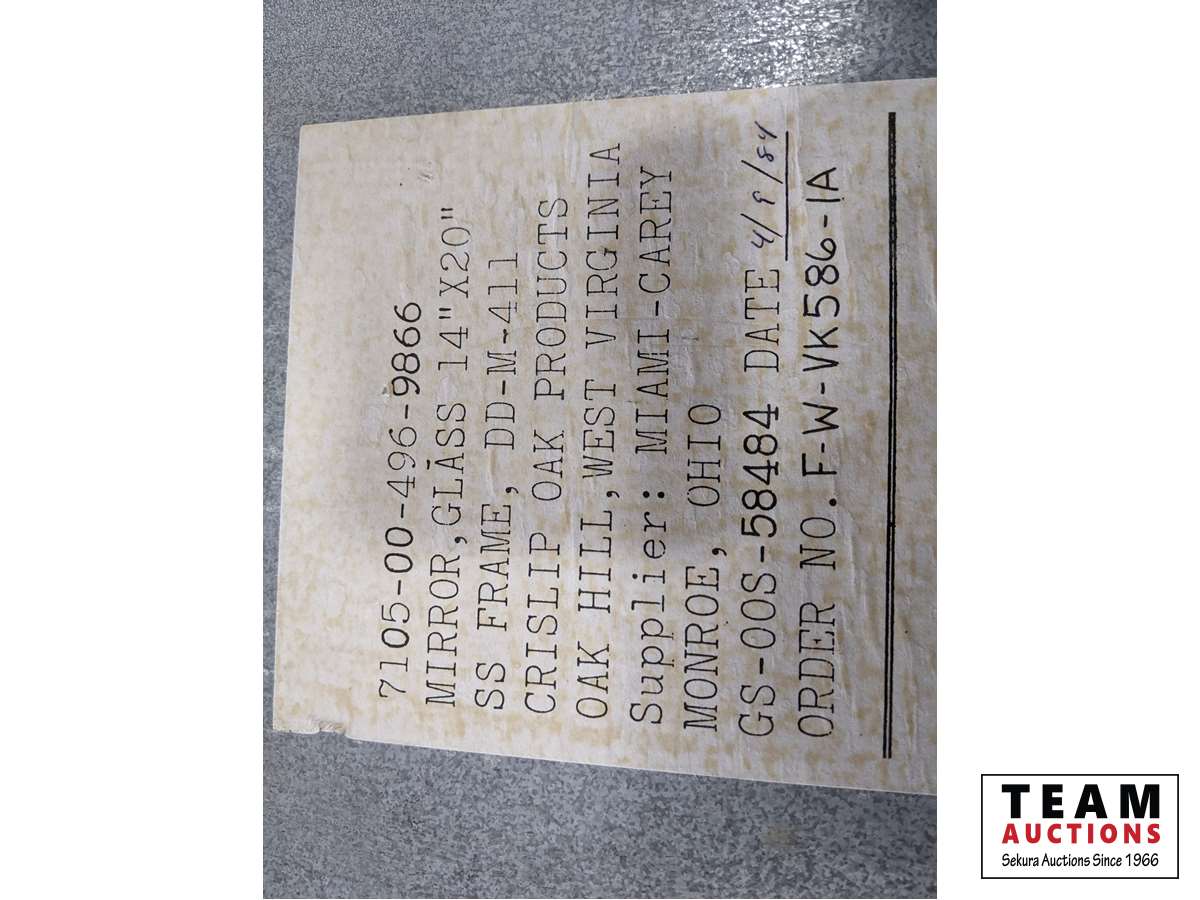 7105-00-496-9866
MIRROR,GLASS 14"X20"
SS FRAME, DD-M-411
CRISLIP OAK PRODUCTS
OAK HILL,WEST VIRGINIA
Supplier: MIAMI-CAREY
MONROE, OHIO
GS-00S-58484 DATE 4/9/84
ORDER NO. F-W-VK586-1A
TEAM
AUCTIONS
Sekura Auctions Since 1966